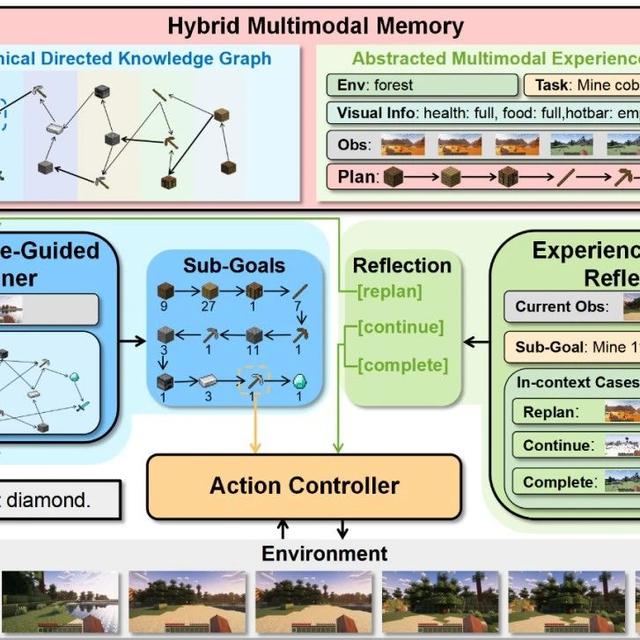 Hybrid Multimodal Memory
ical Directed Knowledge Graph
Abstracted Multimodal Experience
Env: forest
Task: Mine cob
Visual Info: health: full, food: full,hotbar: emp
Obs:
Plan:
e-Guided
ner
Sub-Goals
9 27 1 7
3 1 11 1
1 3 1 1
Reflection
[replan]
[continue]
[complete]
Experienc
Refle
Current Obs:
Sub-Goal: Mine 1
In-context Cases
Replan:
Continue:
Complete:
t diamond.
Action Controller
Environment